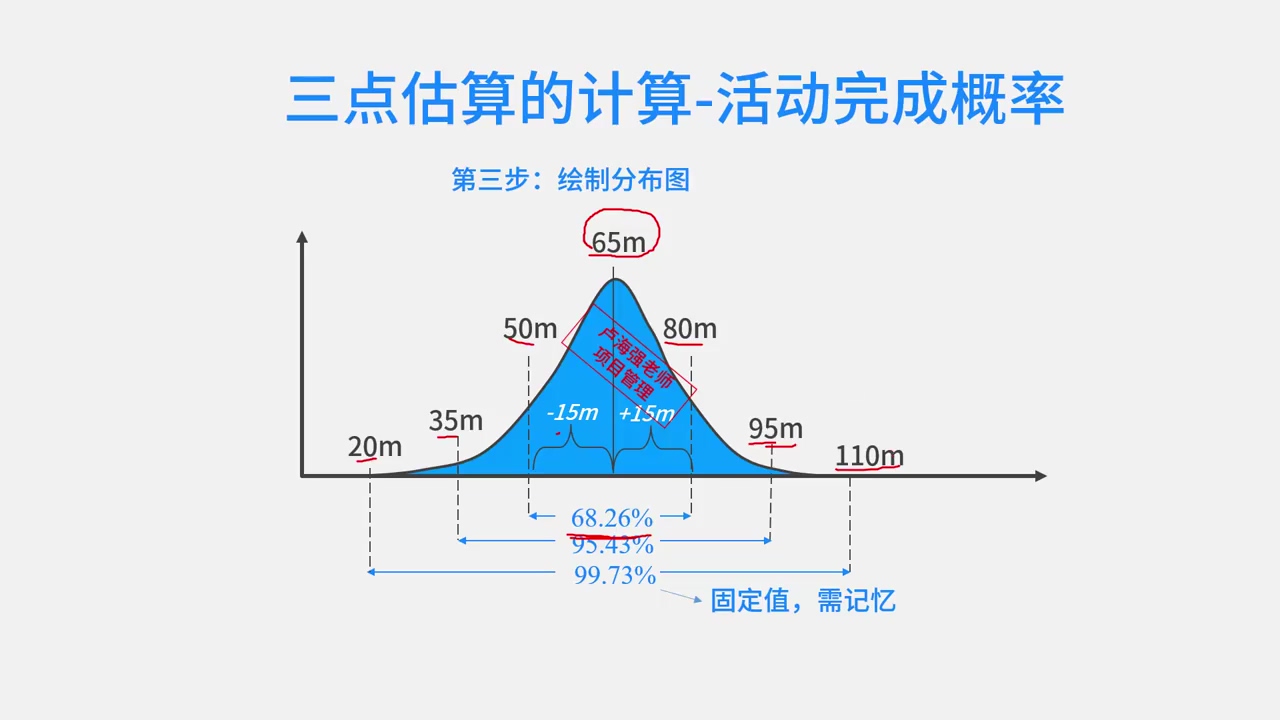 三点估算的计算-活动完成概率
第三步：绘制分布图
65m
50m
80m
卢海强老师
项目管理
-15m
+15m
35m
95m
20m
110m
68.26%
95.43%
99.73%
固定值，需记忆